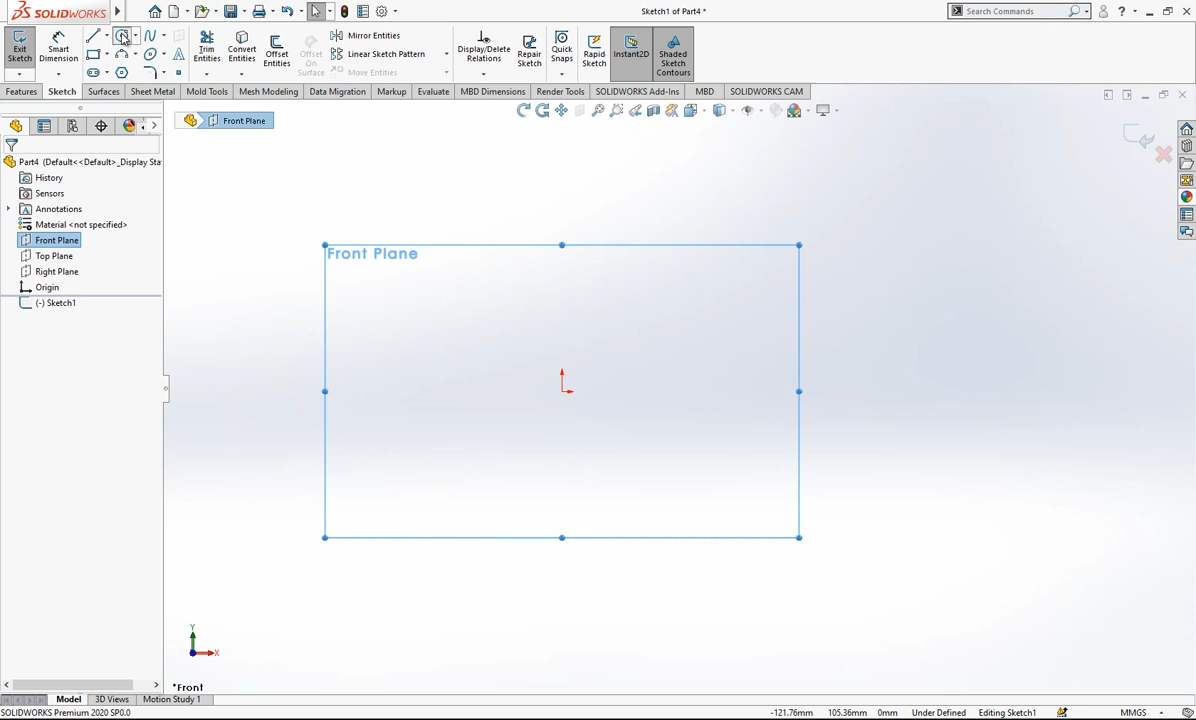 SOLIDWORKS
Sketch1 of Part4 *
Search Commands
Exit Sketch
Smart Dimension
Trim Entities
Convert Entities
Offset Entities
Offset On Surface
Mirror Entities
Linear Sketch Pattern
Move Entities
Display/Delete Relations
Repair Sketch
Quick Snaps
Rapid Sketch
Instant2D
Shaded Sketch Contours
Features Sketch Surfaces Sheet Metal Mold Tools Mesh Modeling Data Migration Markup Evaluate MBD Dimensions Render Tools SOLIDWORKS Add-Ins MBD SOLIDWORKS CAM
Front Plane
Part4 (Default<<Default>_Display Sta
History
Sensors
Annotations
Material <not specified>
Front Plane
Top Plane
Right Plane
Origin
(-) Sketch1
Front Plane
Y
X
*Front
Model 3D Views Motion Study 1
SOLIDWORKS Premium 2020 SP0.0
-121.76mm 105.36mm 0mm Under Defined Editing Sketch1 MMGS